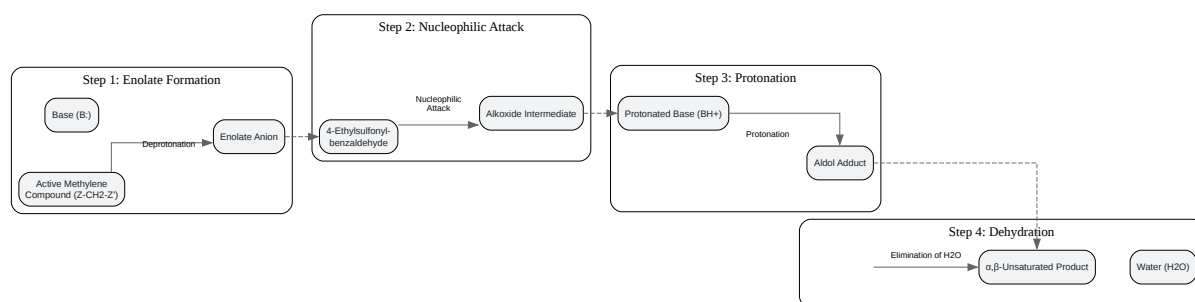 Step 1: Enolate Formation
Base (B:)
Deprotonation
Enolate Anion
Active Methylene
Compound (Z-CH2-Z')
Step 2: Nucleophilic Attack
Nucleophilic
Attack
4-Ethylsulfonyl-
benzaldehyde
Alkoxide Intermediate
Step 3: Protonation
Protonated Base (BH+)
Protonation
Aldol Adduct
Step 4: Dehydration
Elimination of H2O
α,β-Unsaturated Product
Water (H2O)